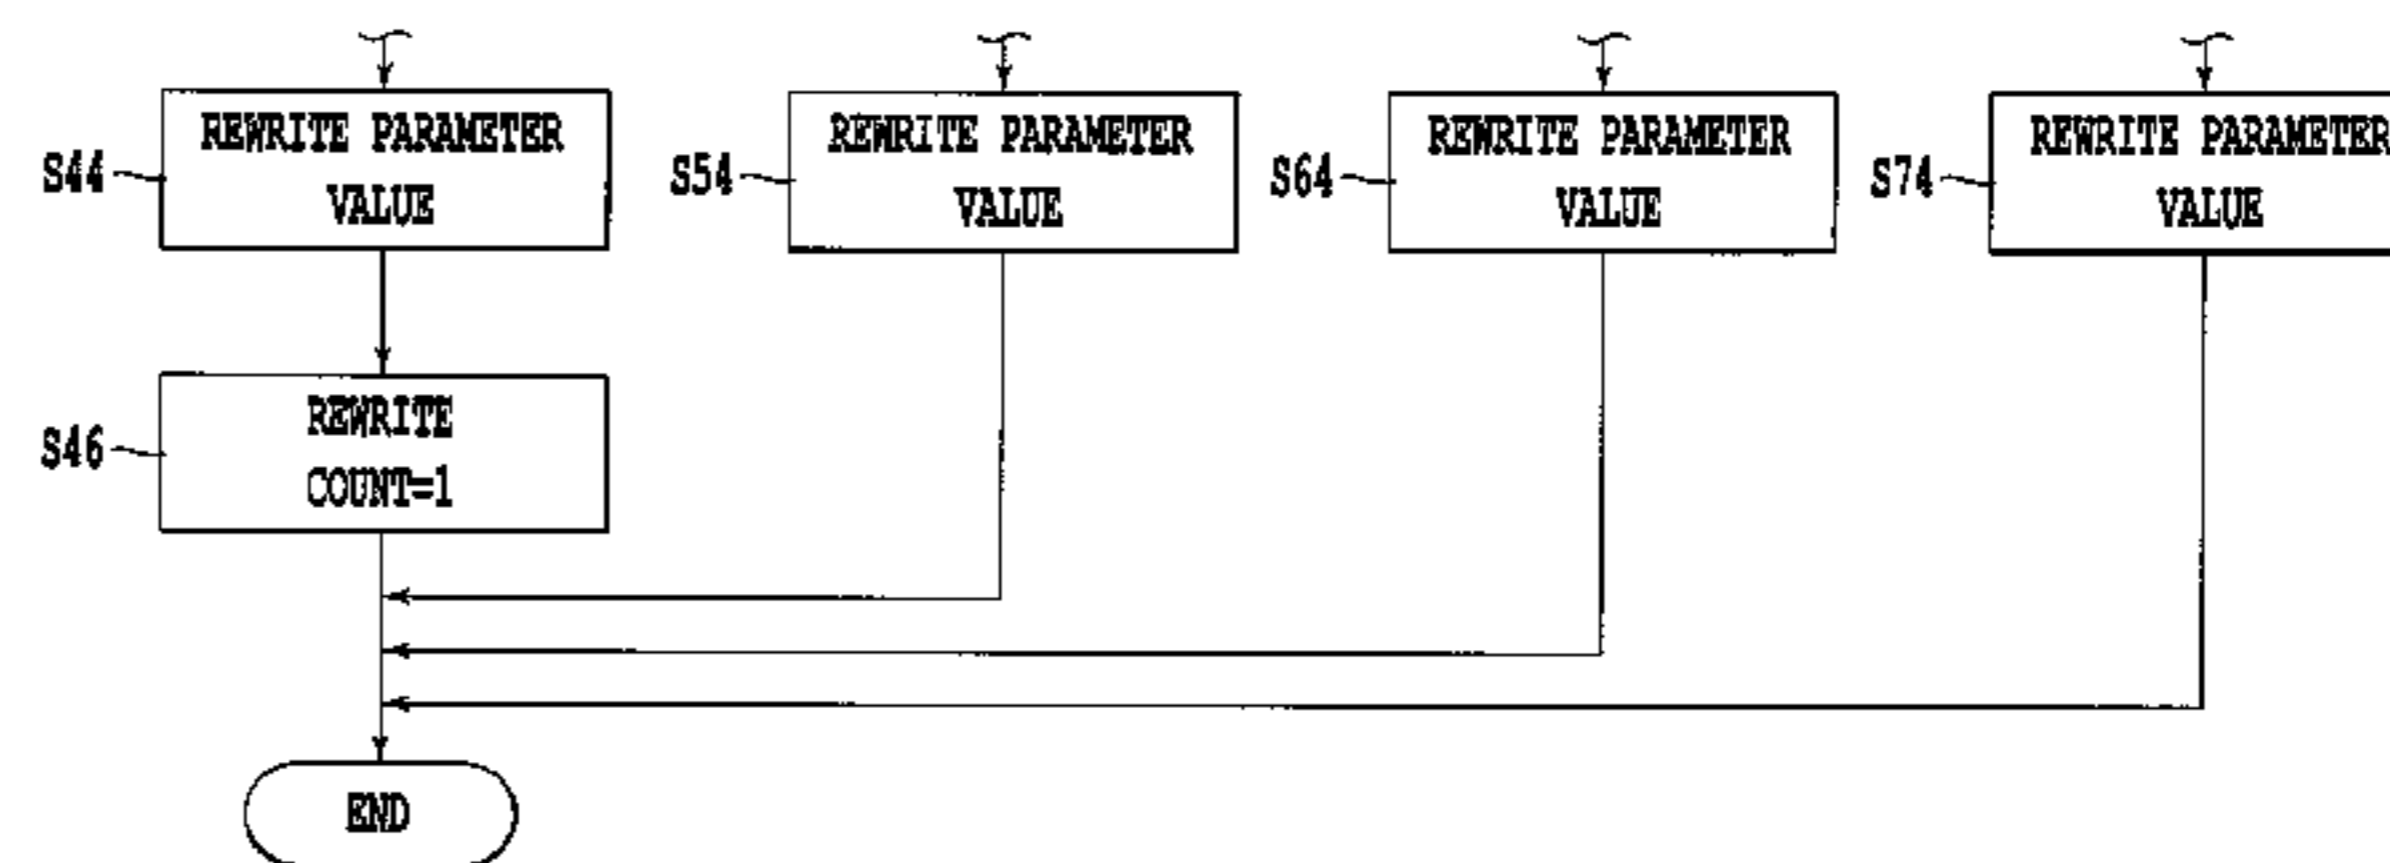 S44
REWRITE PARAMETER
VALUE
S54
REWRITE PARAMETER
VALUE
S64
REWRITE PARAMETER
VALUE
S74
REWRITE PARAMETER
VALUE
S46
REWRITE
COUNT=1
END